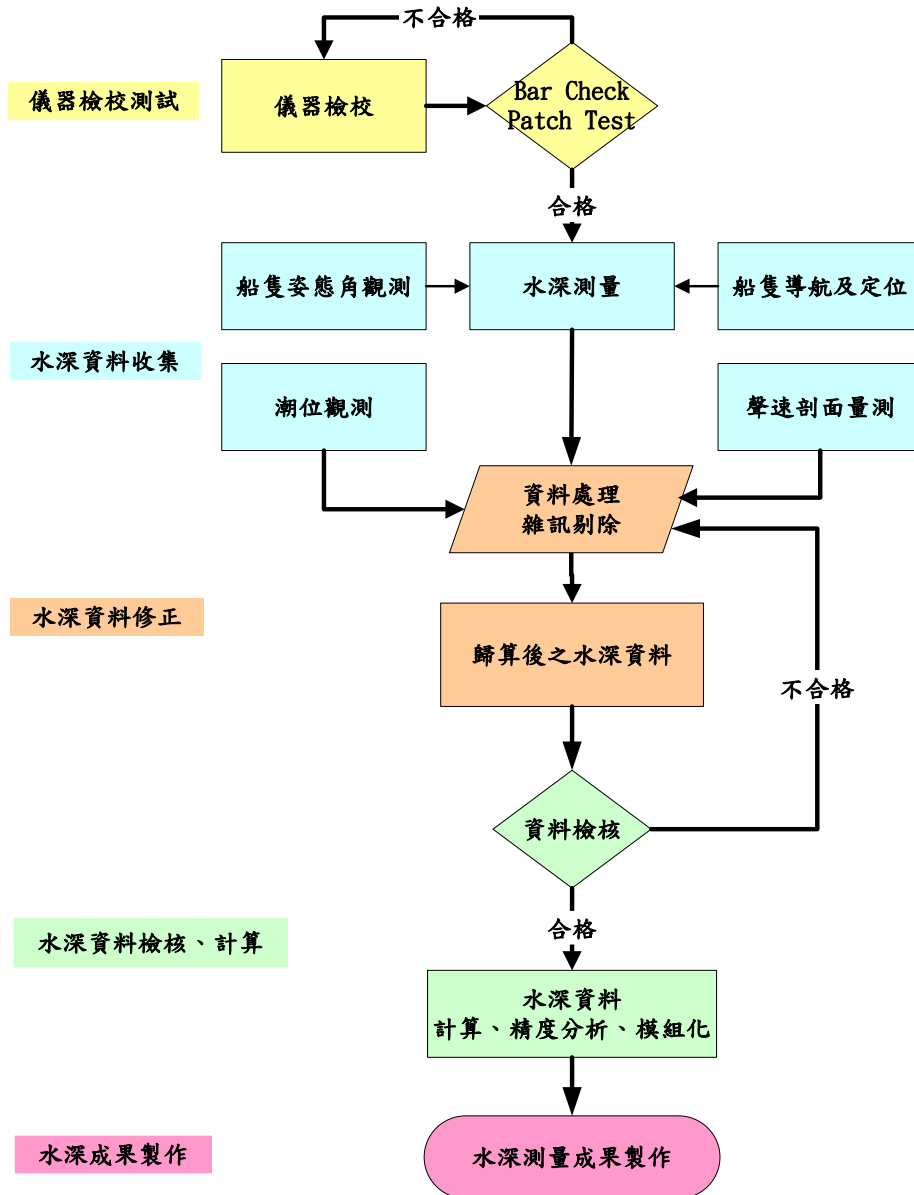 不合格
儀器檢校測試
儀器檢校
Bar Check
Patch Test
合格
船隻姿態角觀測
水深測量
船隻導航及定位
水深資料收集
潮位觀測
聲速剖面量測
資料處理
雜訊剔除
水深資料修正
歸算後之水深資料
不合格
資料檢核
合格
水深資料檢核、計算
水深資料
計算、精度分析、模組化
水深成果製作
水深測量成果製作